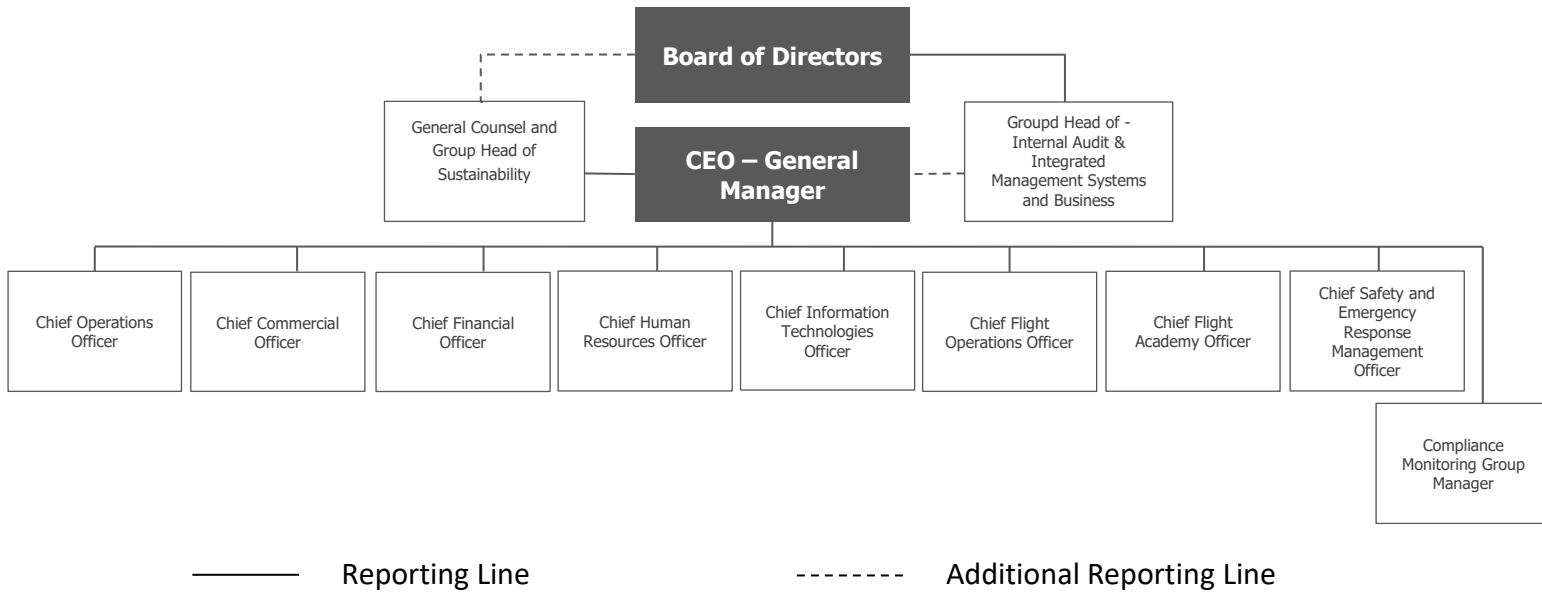 Board of Directors
General Counsel and
Group Head of
Sustainability
CEO – General
Manager
Groupd Head of -
Internal Audit &
Integrated
Management Systems
and Business
Chief Operations
Officer
Chief Commercial
Officer
Chief Financial
Officer
Chief Human
Resources Officer
Chief Information
Technologies
Officer
Chief Flight
Operations Officer
Chief Flight
Academy Officer
Chief Safety and
Emergency
Response
Management
Officer
Compliance
Monitoring Group
Manager
Reporting Line
Additional Reporting Line